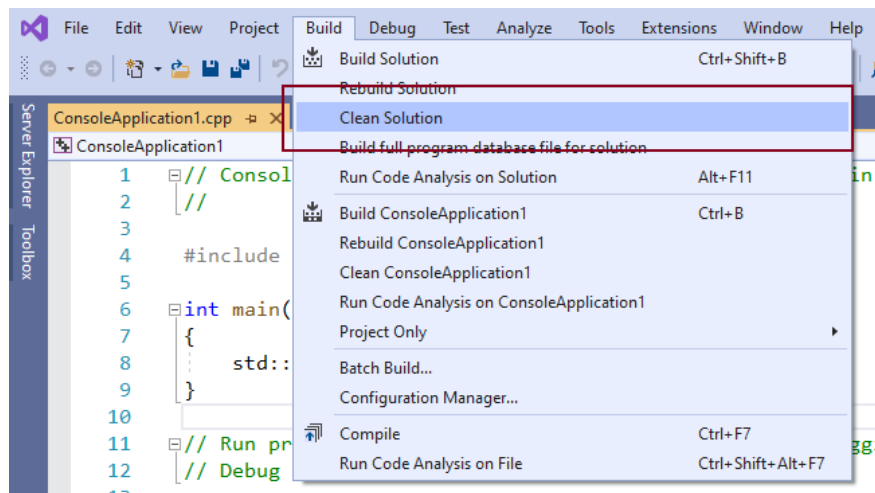 File Edit View Project Build Debug Test Analyze Tools Extensions Window Help
Build Solution Ctrl+Shift+B
Rebuild Solution
ConsoleApplication1.cpp
Clean Solution
ConsoleApplication1
Build full program database file for solution
1 // Consol in
Run Code Analysis on Solution Alt+F11
2 //
Build ConsoleApplication1 Ctrl+B
3
Rebuild ConsoleApplication1
4 #include
Clean ConsoleApplication1
5
Run Code Analysis on ConsoleApplication1
6 int main(
Project Only
7 {
8 std::
Batch Build...
9 }
Configuration Manager...
10
Compile Ctrl+F7
11 // Run pr gg
Run Code Analysis on File Ctrl+Shift+Alt+F7
12 // Debug
Server Explorer
Toolbox